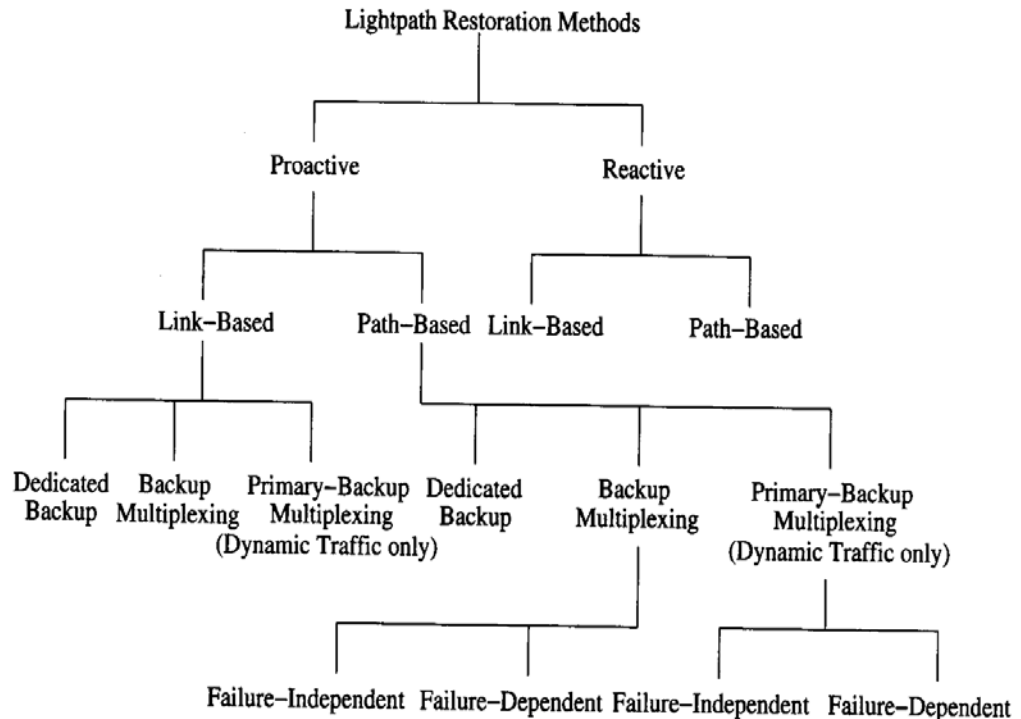 Lightpath Restoration Methods
Proactive
Reactive
Link–Based
Path–Based
Link–Based
Path–Based
Dedicated
Backup
Backup
Multiplexing
Primary–Backup
Multiplexing
(Dynamic Traffic only)
Dedicated
Backup
Backup
Multiplexing
Primary–Backup
Multiplexing
(Dynamic Traffic only)
Failure–Independent
Failure–Dependent
Failure–Independent
Failure–Dependent